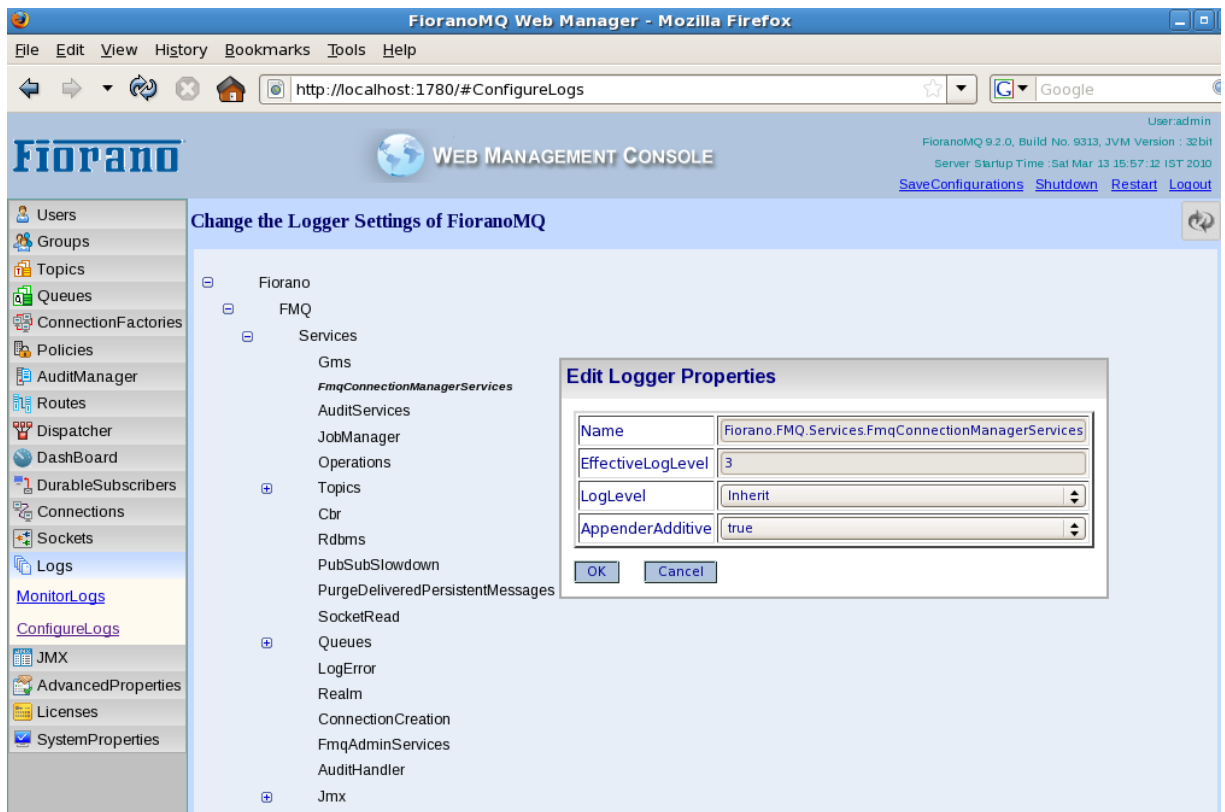 FioranoMQ Web Manager - Mozilla Firefox
File Edit View History Bookmarks Tools Help
http://localhost:1780/#ConfigureLogs
G Google
Fiorano
WEB MANAGEMENT CONSOLE
User:admin
FioranoMQ 9.2.0, Build No. 9313, JVM Version : 32bit
Server Startup Time :Sat Mar 13 15:57:12 IST 2010
SaveConfigurations Shutdown Restart Logout
Users
Groups
Topics
Queues
ConnectionFactories
Policies
AuditManager
Routes
Dispatcher
DashBoard
DurableSubscribers
Connections
Sockets
Logs
MonitorLogs
ConfigureLogs
JMX
AdvancedProperties
Licenses
SystemProperties
Change the Logger Settings of FioranoMQ
Fiorano
FMQ
Services
Gms
FmqConnectionManagerServices
AuditServices
JobManager
Operations
Topics
Cbr
Rdbms
PubSubSlowdown
PurgeDeliveredPersistentMessages
SocketRead
Queues
LogError
Realm
ConnectionCreation
FmqAdminServices
AuditHandler
Jmx
Edit Logger Properties
Name Fiorano.FMQ.Services.FmqConnectionManagerServices
EffectiveLogLevel 3
LogLevel Inherit
AppenderAdditive true
OK Cancel